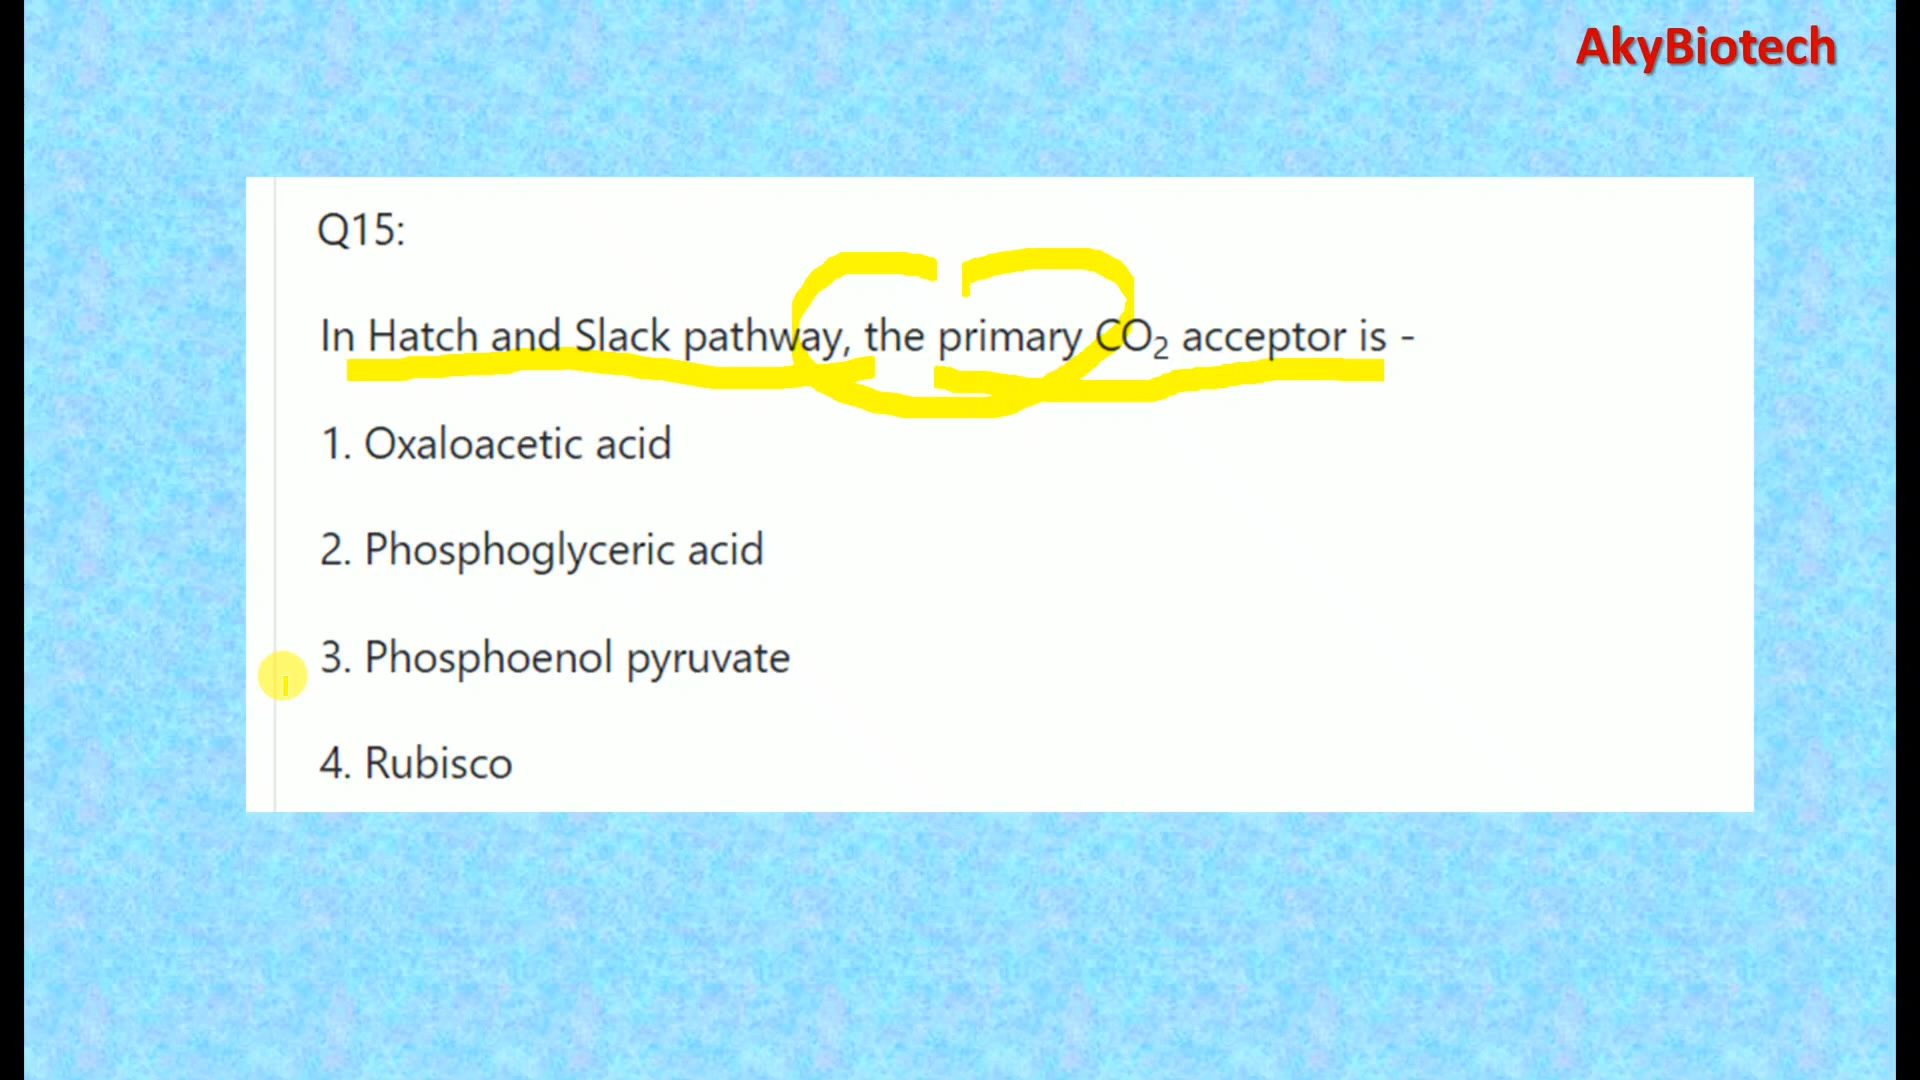 AkyBiotech
Q15:
In Hatch and Slack pathway, the primary CO₂ acceptor is -
1. Oxaloacetic acid
2. Phosphoglyceric acid
3. Phosphoenol pyruvate
4. Rubisco